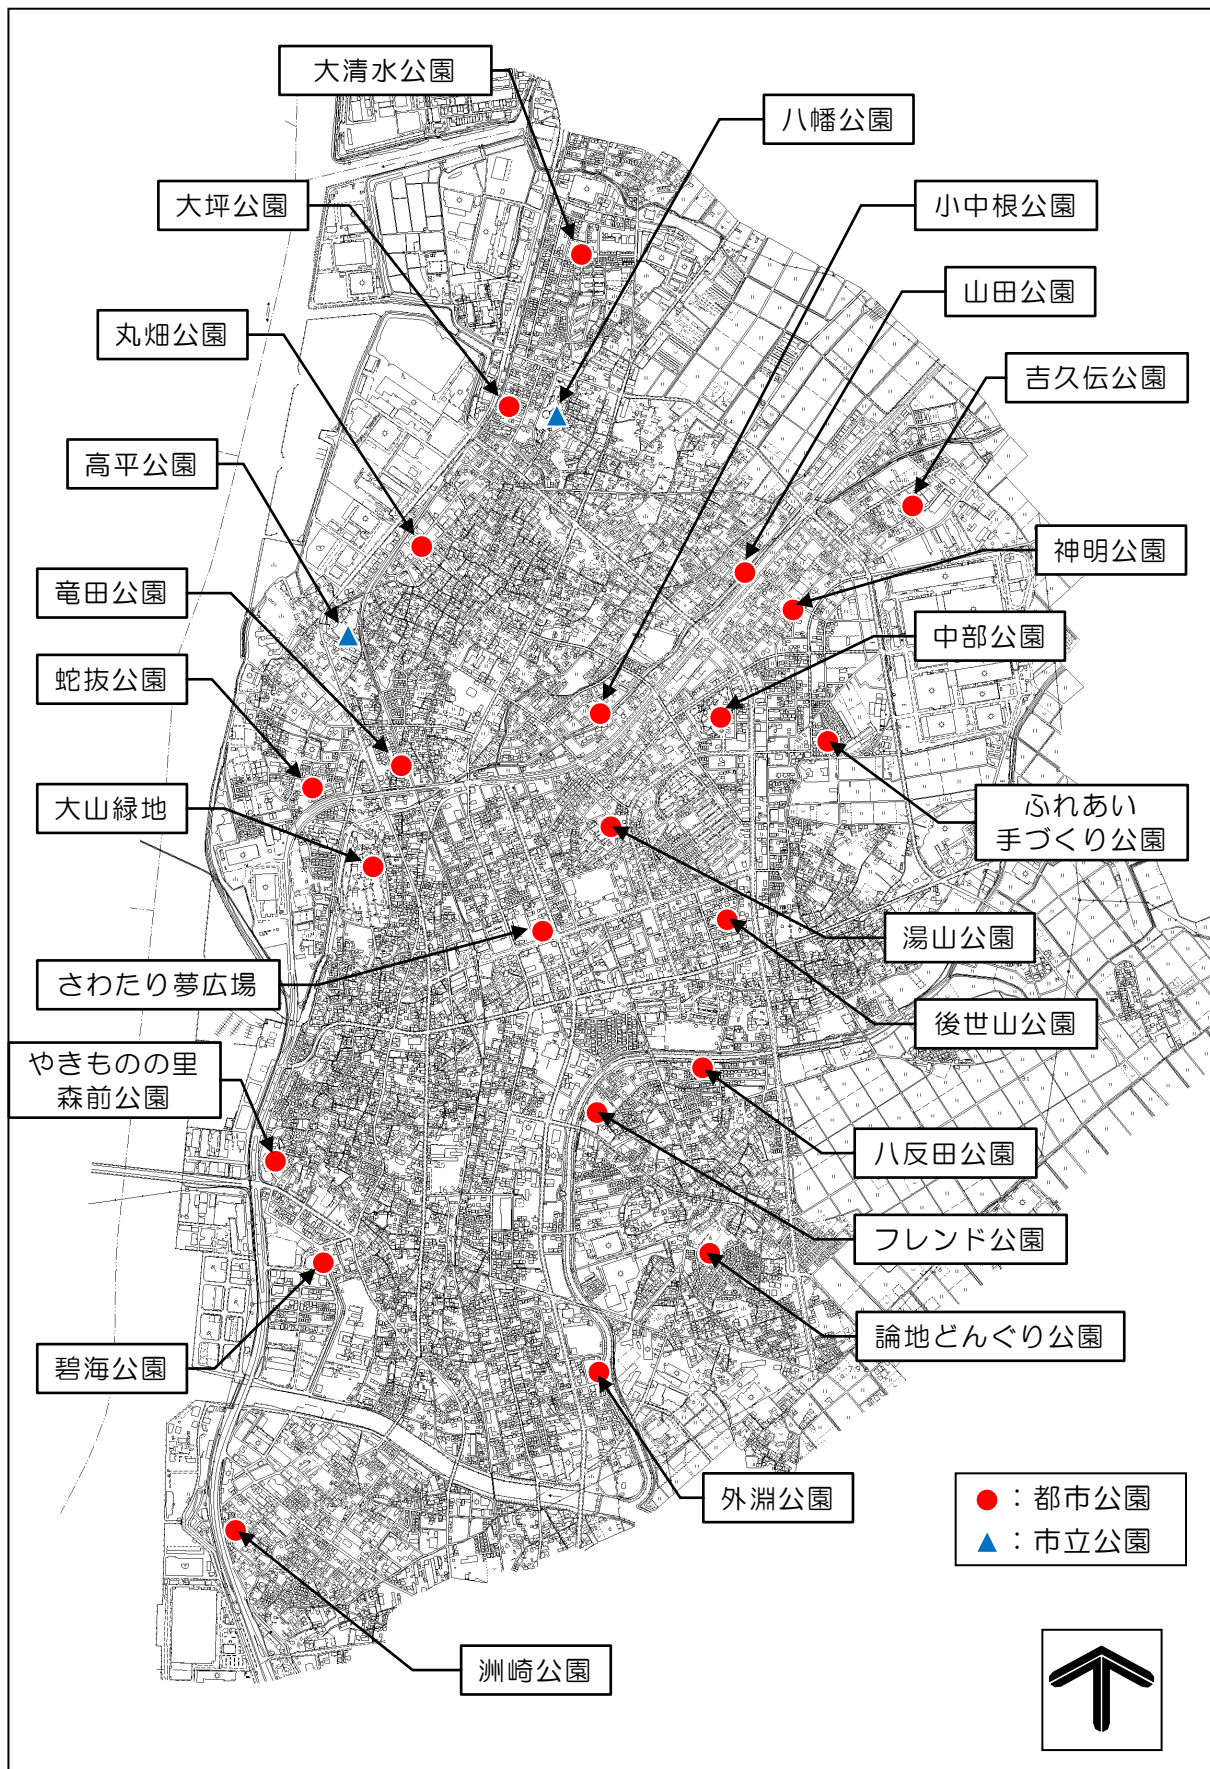 大清水公園
八幡公園
大坪公園
小中根公園
山田公園
丸畑公園
吉久伝公園
高平公園
神明公園
竜田公園
中部公園
蛇抜公園
大山緑地
ふれあい
手づくり公園
湯山公園
さわたり夢広場
後世山公園
やきものの里
森前公園
八反田公園
フレンド公園
論地どんぐり公園
碧海公園
外淵公園
●：都市公園
▲：市立公園
洲崎公園